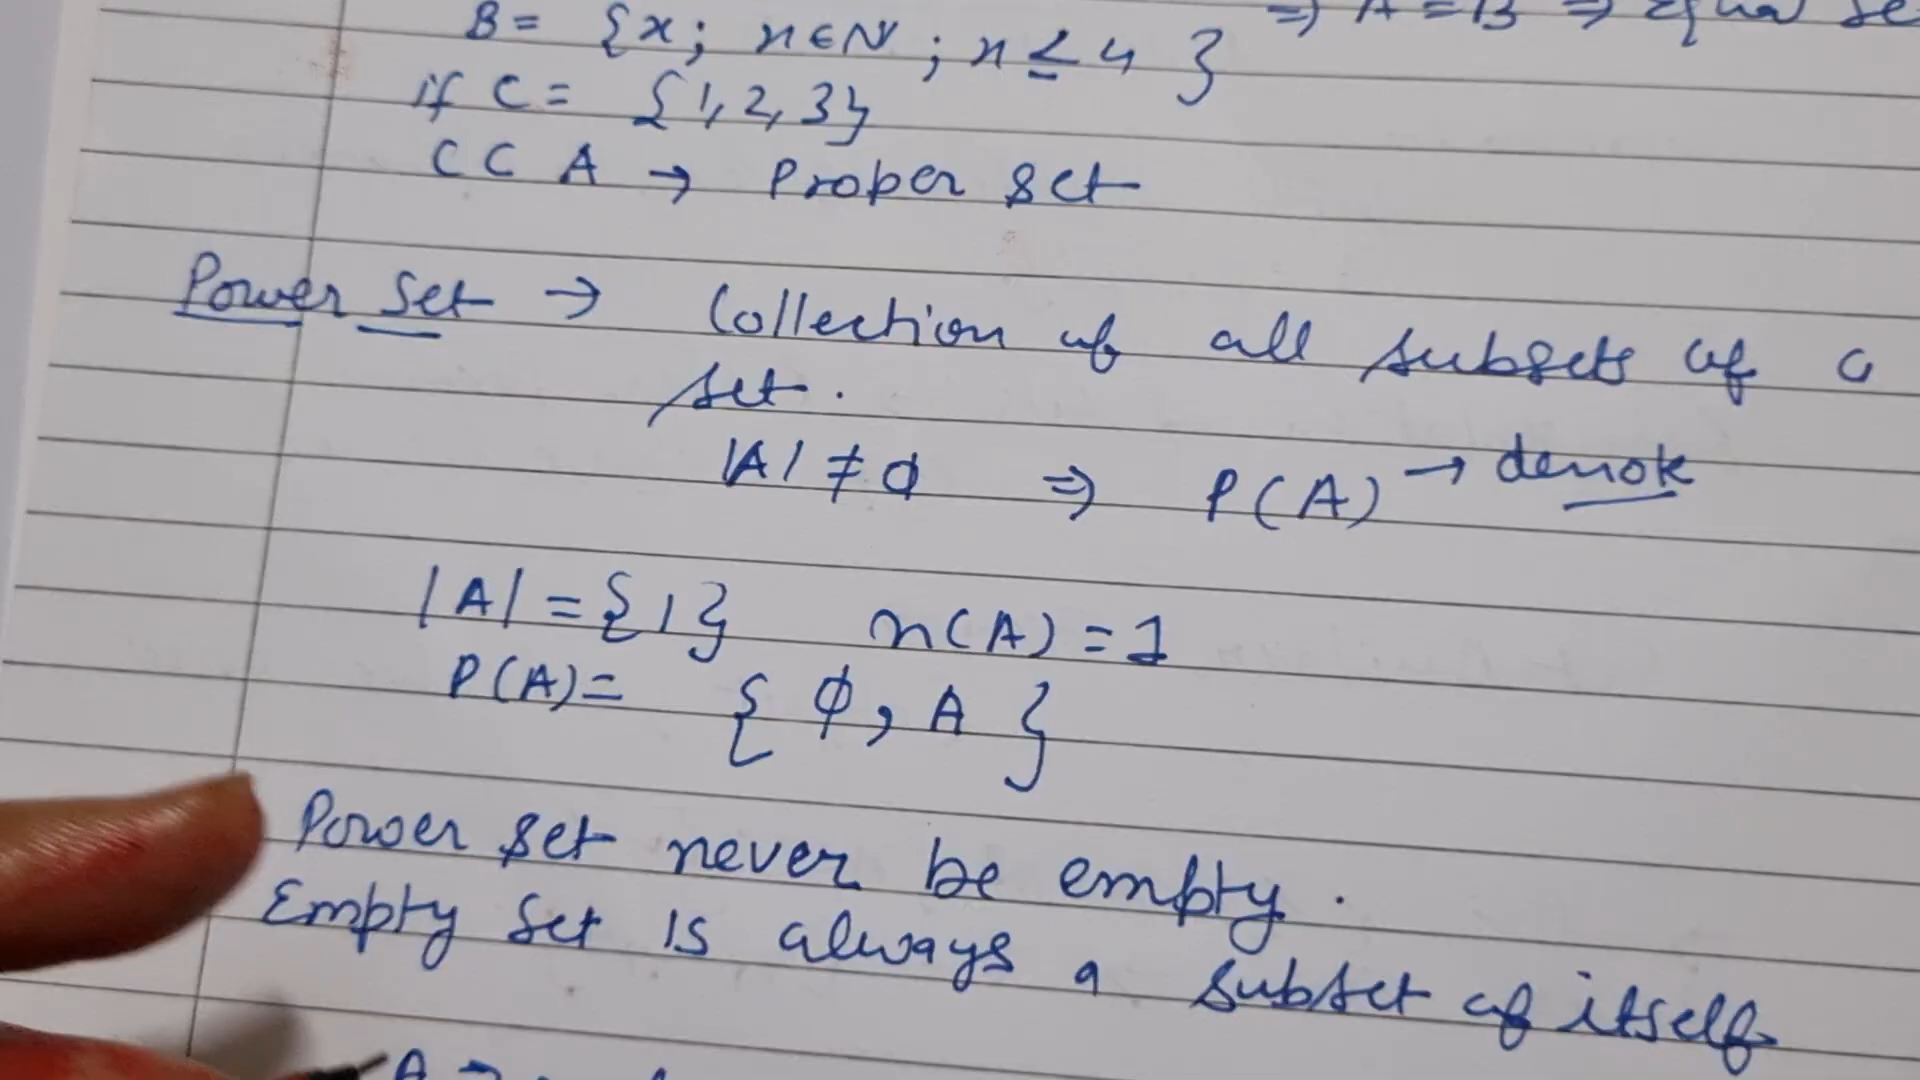 B = {x; x∈N ; x ≤ 4 } ⇒ A = B ⇒ Equal
if C = {1, 2, 3}
C ⊂ A → Proper set
Power Set → Collection of all subsets of a
set.
|A| ≠ ϕ ⇒ P(A) → denote
|A| = {1} n(A) = 1
P(A) = { ϕ, A }
Power set never be empty.
Empty Set is always a subset of itself
A →